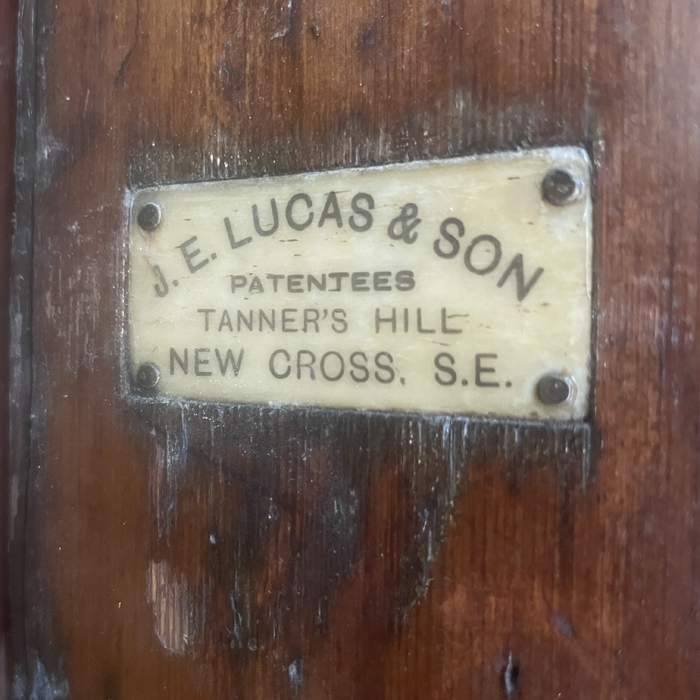 J. E. LUCAS & SON
PATENTEES
TANNER'S HILL
NEW CROSS, S.E.